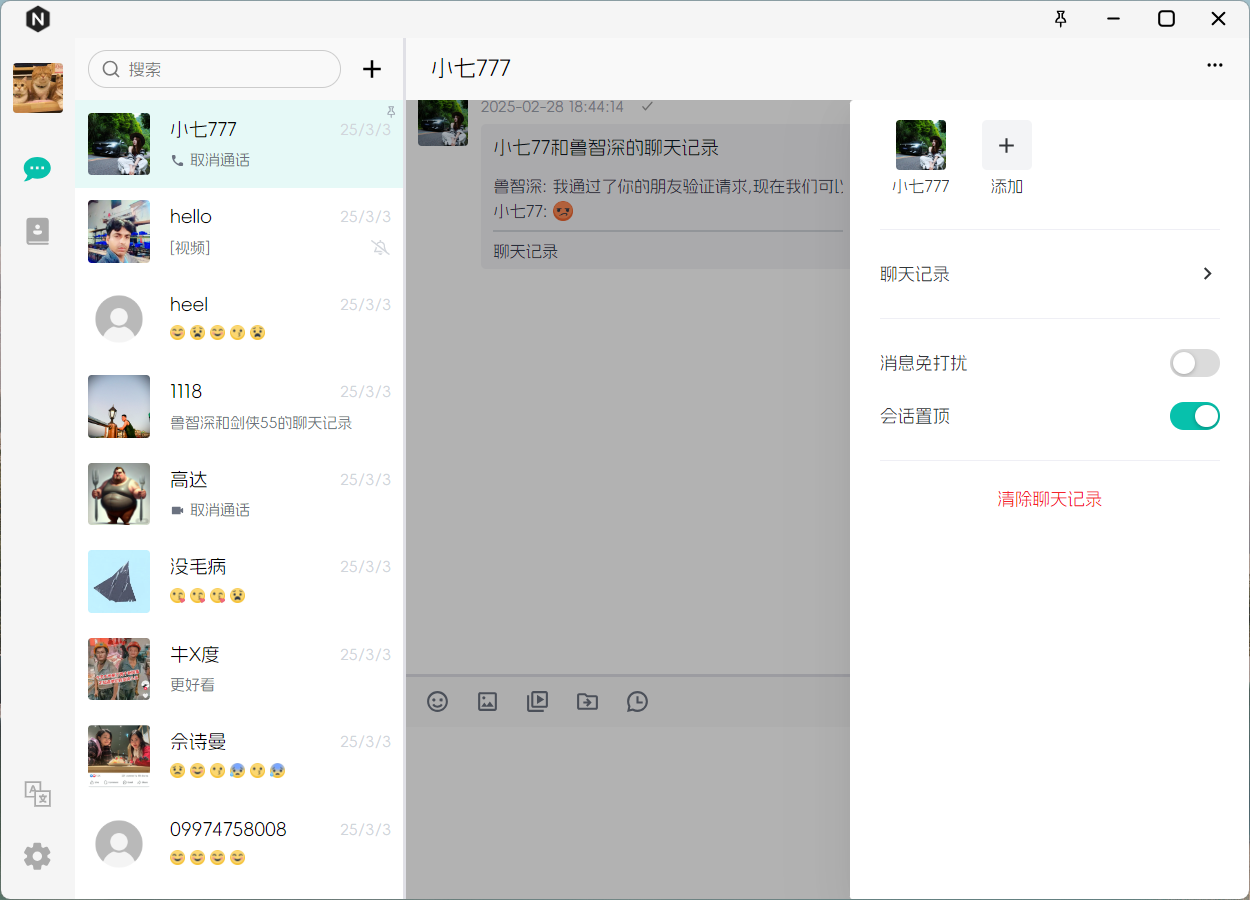 N
搜索
小七777
25/3/3
取消通话
hello
25/3/3
[视频]
heel
25/3/3
1118
25/3/3
鲁智深和剑侠55的聊天记录
高达
25/3/3
取消通话
没毛病
25/3/3
牛X度
25/3/3
更好看
佘诗曼
25/3/3
09974758008
25/3/3
小七777
2025-02-28 18:44:14
小七77和鲁智深的聊天记录
鲁智深: 我通过了你的朋友验证请求,现在我们可以
小七77:
聊天记录
小七777
添加
聊天记录
消息免打扰
会话置顶
清除聊天记录
A
文